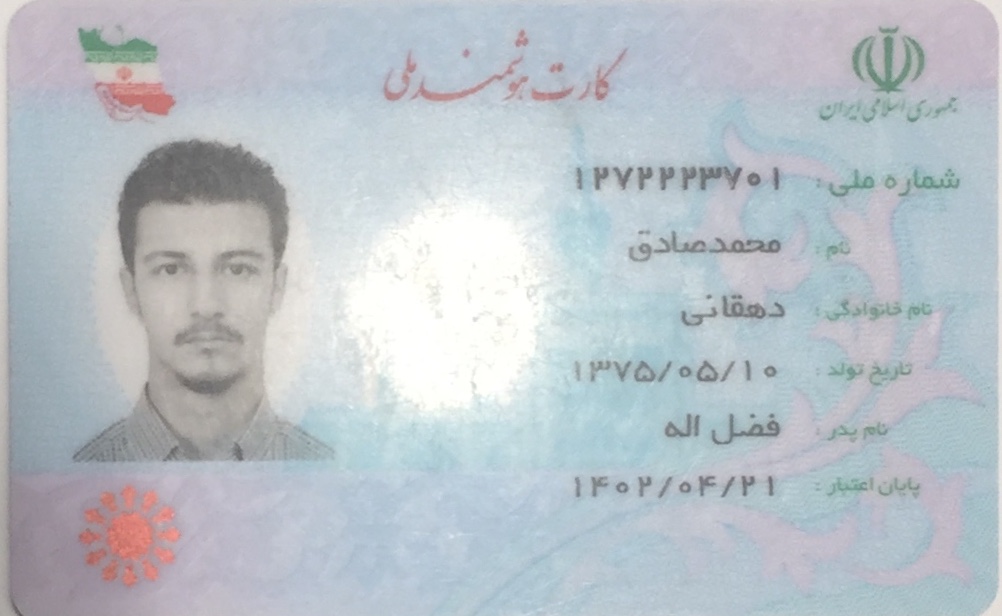 کارت هوشمند ملی
جمهوری اسلامی ایران
شماره ملی : ۱۲۷۲۲۲۳۷۰۱
نام : محمدصادق
نام خانوادگی : دهقانی
تاریخ تولد : ۱۳۷۵/۰۵/۱۰
نام پدر : فضل اله
پایان اعتبار : ۱۴۰۲/۰۴/۲۱